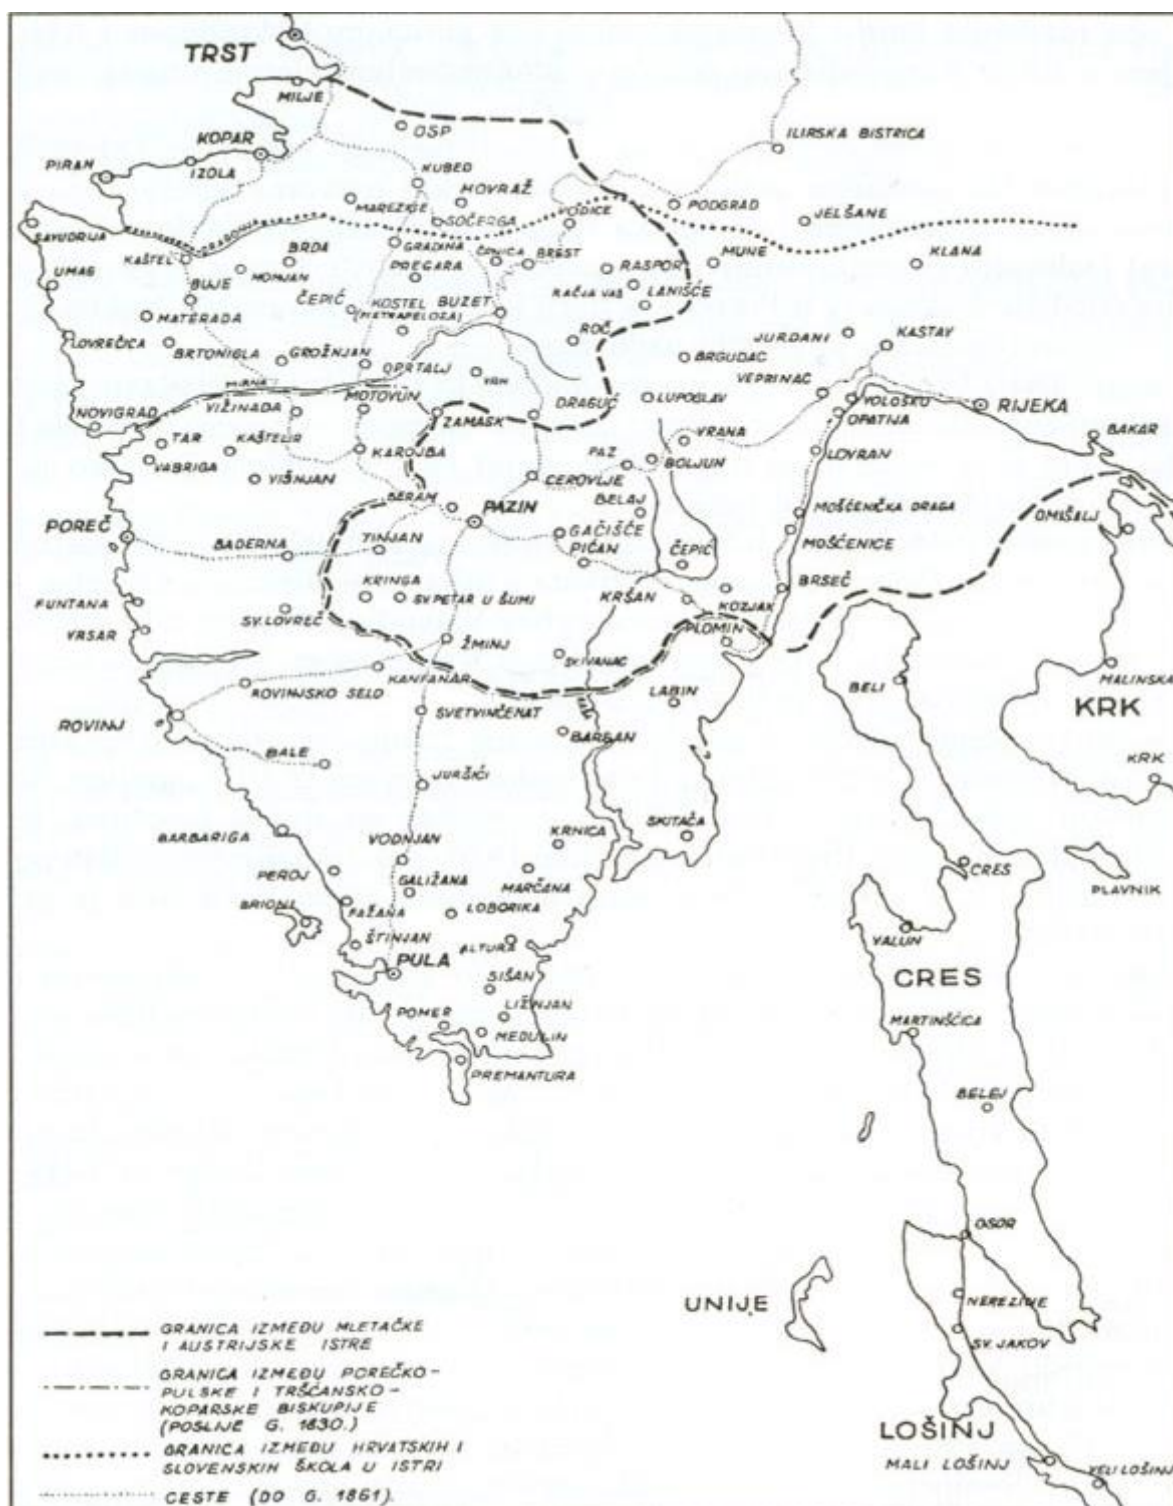 TRST
MILJE
OSP
KOPAR
ILIRSKA BISTRICA
PIRAN
IZOLA
KUBED
MOVRAŽ
MAREZIGE
SOČERGA
VODICE
PODGRAD
JELŠANE
SAVUDRIJA
KAŠTEL
BRDA
GRADINA
ČRNICA
BREST
MUNE
KLANA
UMAG
BUJE
MOMJAN
PREGARA
RASPOR
RAČJA VAS
LANIŠĆE
ČEPIĆ
KOSTEL
(PIETRAPELOZA)
BUZET
MATERADA
LOVREČICA
BRTONIGLA
GROŽNJAN
OPRTALJ
VRH
ROČ
JURDANI
KASTAV
BRGUDAC
VEPRINAC
MIRNA
NOVIGRAD
VIŽINADA
MOTOVUN
ZAMASK
DRAGUĆ
LUPOGLAV
VOLOSKO
OPATIJA
RIJEKA
BAKAR
TAR
KAŠTELIR
KAROJBA
VRANA
LOVRAN
VABRIGA
VIŠNJAN
PAZ
BOLJUN
CEROVLJE
BERAM
PAZIN
BELAJ
MOŠĆENIČKA DRAGA
OMIŠALJ
POREČ
BADERNA
TINJAN
GAČIŠĆE
PIĆAN
ČEPIĆ
MOŠĆENICE
KRINGA
SV.PETAR U ŠUMI
BRSEČ
FUNTANA
SV.LOVREČ
KRŠAN
KOZJAK
VRSAR
ŽMINJ
PLOMIN
SV.IVANAC
KANFANAR
ROVINJSKO SELO
LABIN
BELI
MALINSKA
KRK
ROVINJ
SVETVINČENAT
BARBAN
BALE
JURŠIĆI
KRK
BARBARIGA
VODNJAN
KRNICA
SKITAČA
PEROJ
GALIŽANA
MARČANA
CRES
PLAVNIK
BRIONI
FAŽANA
LOBORIKA
ŠTINJAN
ALTURA
VALUN
PULA
SIŠAN
CRES
LIŽNJAN
POMER
MEDULIN
MARTINŠĆICA
PREMANTURA
BELEJ
OSOR
UNIJE
NEREZINE
SV. JAKOV
LOŠINJ
MALI LOŠINJ
VELI LOŠINJ
GRANICA IZMEĐU MLETAČKE
I AUSTRIJSKE ISTRE
GRANICA IZMEĐU POREČKO-
PULSKE I TRŠĆANSKO-
KOPARSKE BISKUPIJE
(POSLIJE G. 1830.)
GRANICA IZMEĐU HRVATSKIH I
SLOVENSKIH ŠKOLA U ISTRI
CESTE (DO G. 1861).